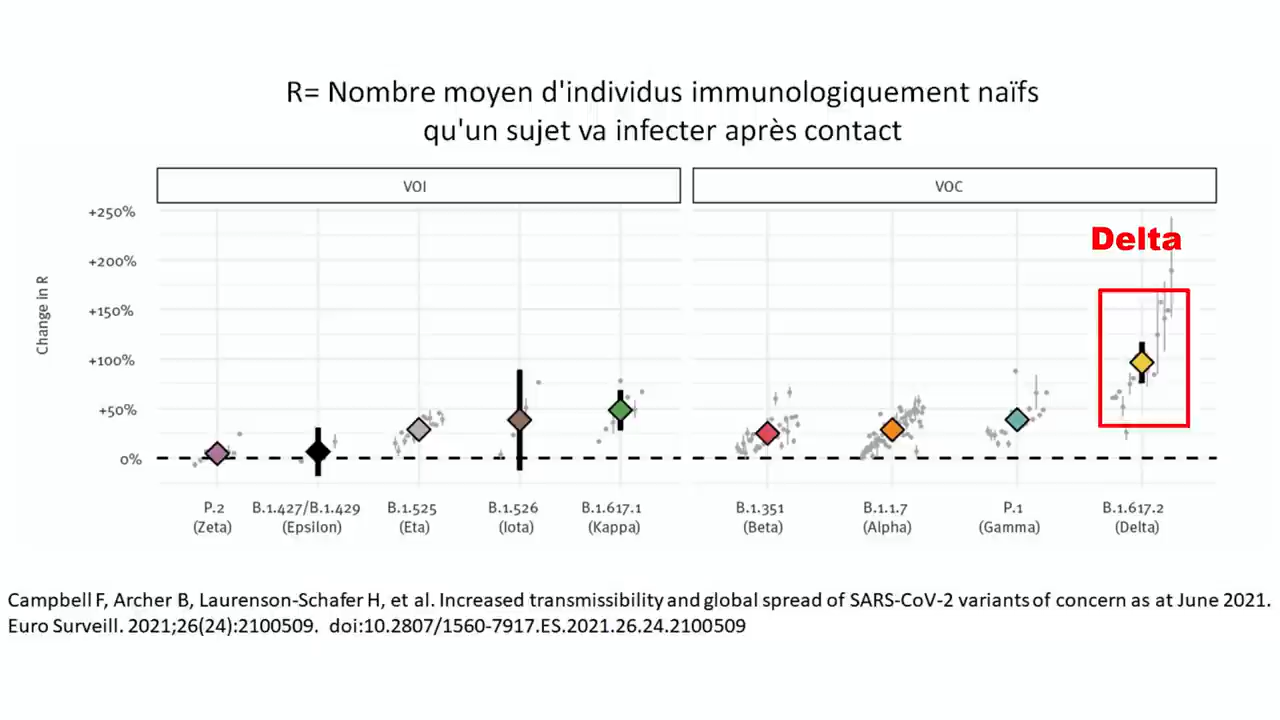 R= Nombre moyen d'individus immunologiquement naïfs
qu'un sujet va infecter après contact
VOI
VOC
+250%
+200%
+150%
+100%
+50%
0%
Change in R
Delta
P.2
(Zeta)
B.1.427/B.1.429
(Epsilon)
B.1.525
(Eta)
B.1.526
(Iota)
B.1.617.1
(Kappa)
B.1.351
(Beta)
B.1.1.7
(Alpha)
P.1
(Gamma)
B.1.617.2
(Delta)
Campbell F, Archer B, Laurenson-Schafer H, et al. Increased transmissibility and global spread of SARS-CoV-2 variants of concern as at June 2021.
Euro Surveill. 2021;26(24):2100509. doi:10.2807/1560-7917.ES.2021.26.24.2100509